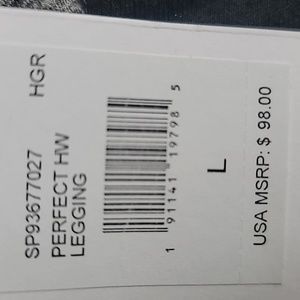 SP93677027 HGR
PERFECT HW
LEGGING
1 91141 19798 5
L
USA MSRP: $ 98.00